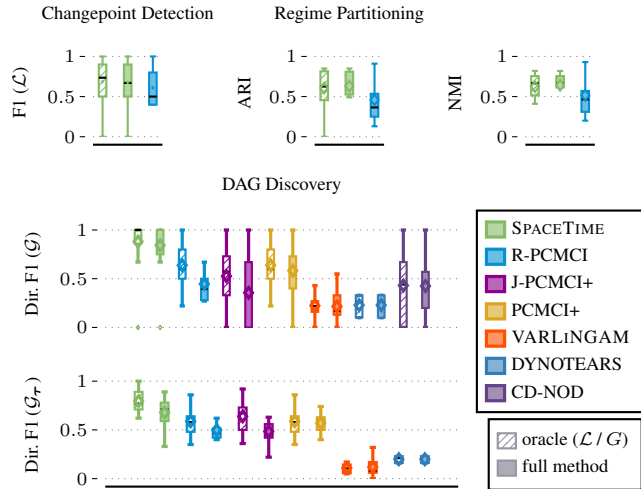 Changepoint Detection
Regime Partitioning
F1 (ℒ)
1
0.5
0
ARI
1
0.5
0
NMI
1
0.5
0
DAG Discovery
Dir. F1 (𝒢)
1
0.5
0
Dir. F1 (𝒢𝒯)
1
0.5
0
SPACETIME
R-PCMCI
J-PCMCI+
PCMCI+
VARLINGAM
DYNOTEARS
CD-NOD
oracle (ℒ / G)
full method